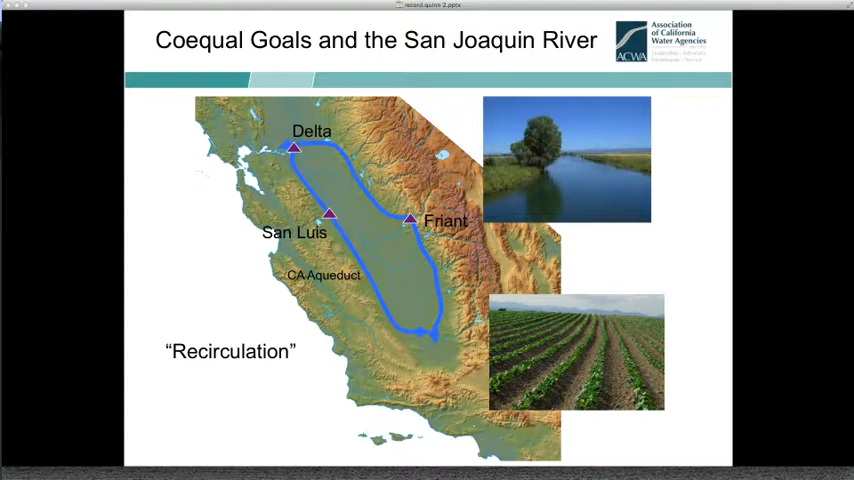 record.quinn 2.pptx
Coequal Goals and the San Joaquin River
Association
of California
Water Agencies
ACWA
Delta
San Luis
Friant
CA Aqueduct
“Recirculation”